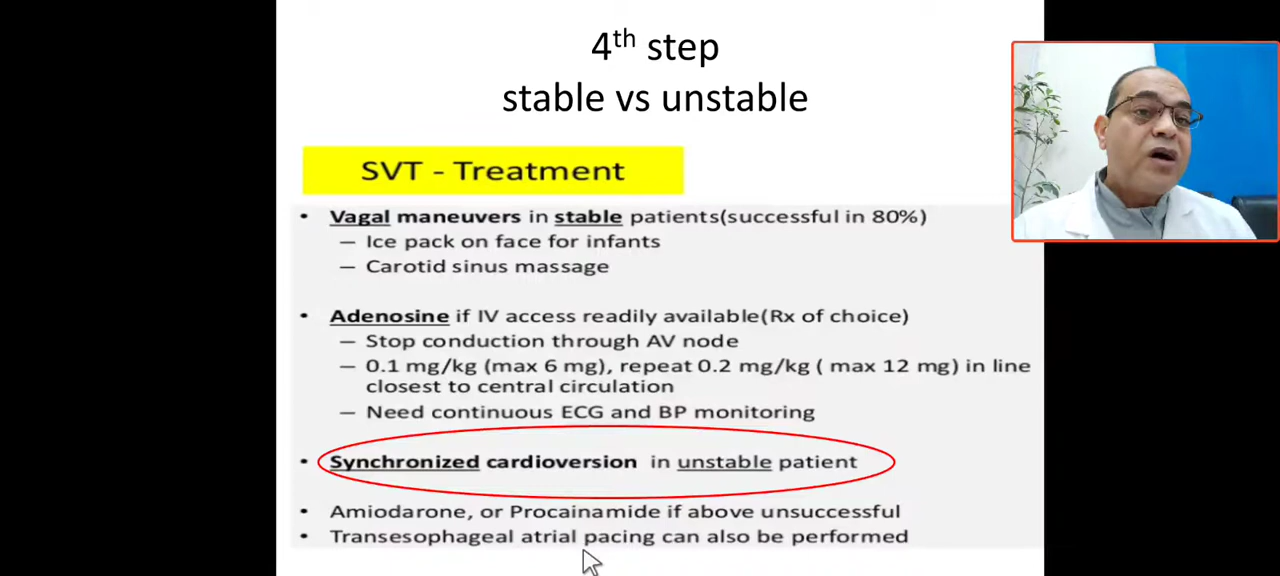 4th step
stable vs unstable
SVT - Treatment
• Vagal maneuvers in stable patients(successful in 80%)
– Ice pack on face for infants
– Carotid sinus massage
• Adenosine if IV access readily available(Rx of choice)
– Stop conduction through AV node
– 0.1 mg/kg (max 6 mg), repeat 0.2 mg/kg ( max 12 mg) in line
closest to central circulation
– Need continuous ECG and BP monitoring
• Synchronized cardioversion in unstable patient
• Amiodarone, or Procainamide if above unsuccessful
• Transesophageal atrial pacing can also be performed